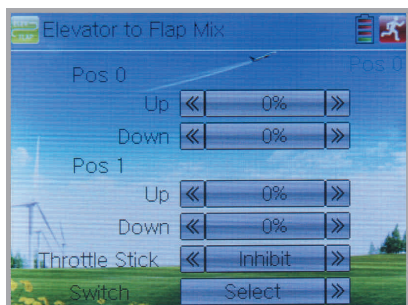 Elevator to Flap Mix
Pos 0
Pos 0
Up « 0% »
Down « 0% »
Pos 1
Up « 0% »
Down « 0% »
Throttle Stick « Inhibit »
Switch Select »